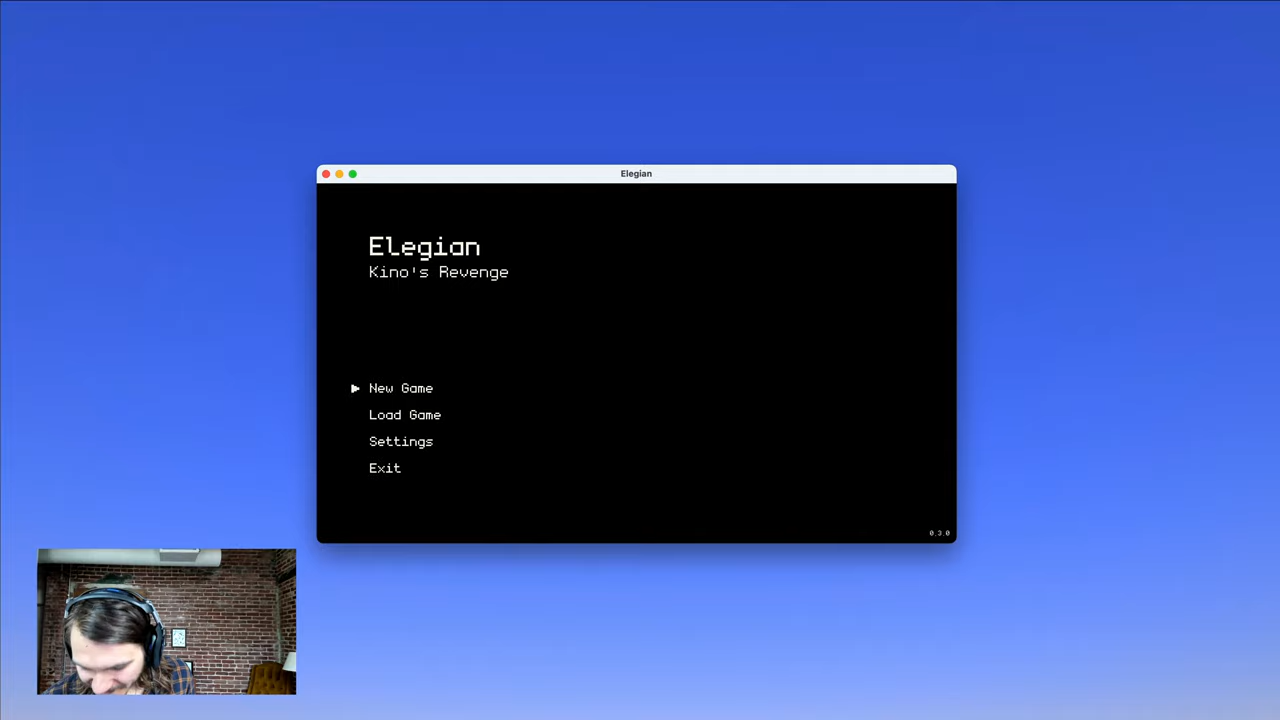 Elegian
Elegian
Kino's Revenge
New Game
Load Game
Settings
Exit
0.3.0